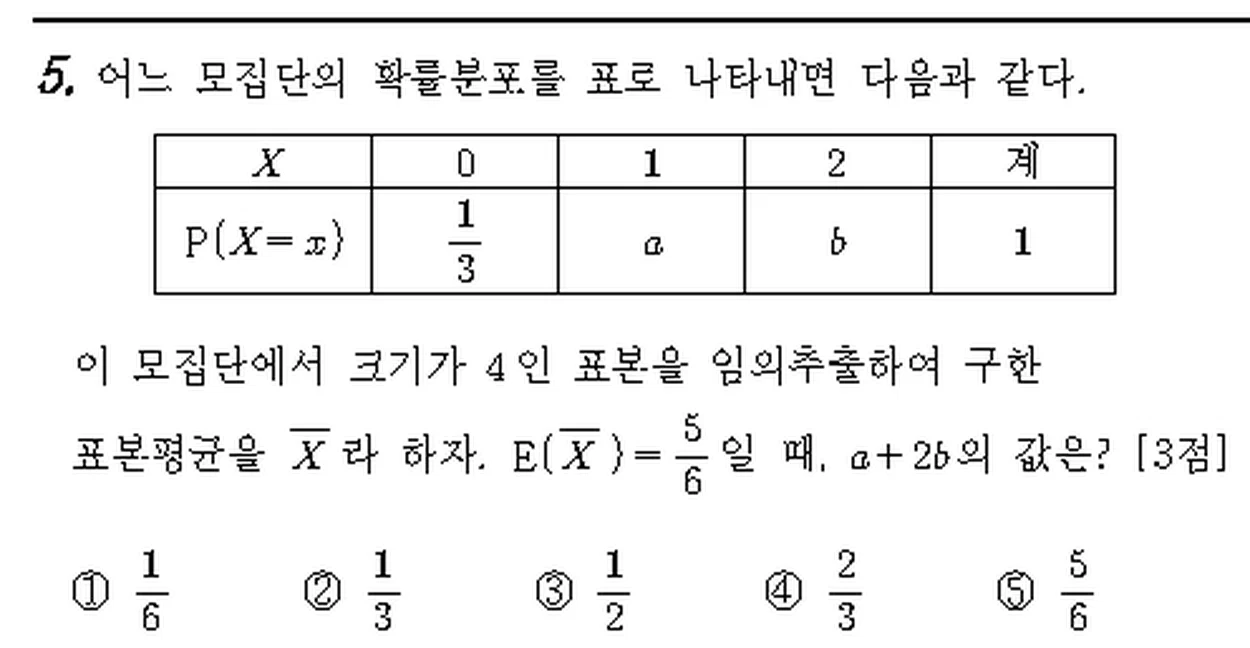 5. 어느 모집단의 확률분포를 표로 나타내면 다음과 같다.
X 0 1 2 계
P(X=x) 1/3 a b 1
이 모집단에서 크기가 4인 표본을 임의추출하여 구한
표본평균을 X̄라 하자. E(X̄)=5/6일 때, a+2b의 값은? [3점]
① 1/6 ② 1/3 ③ 1/2 ④ 2/3 ⑤ 5/6